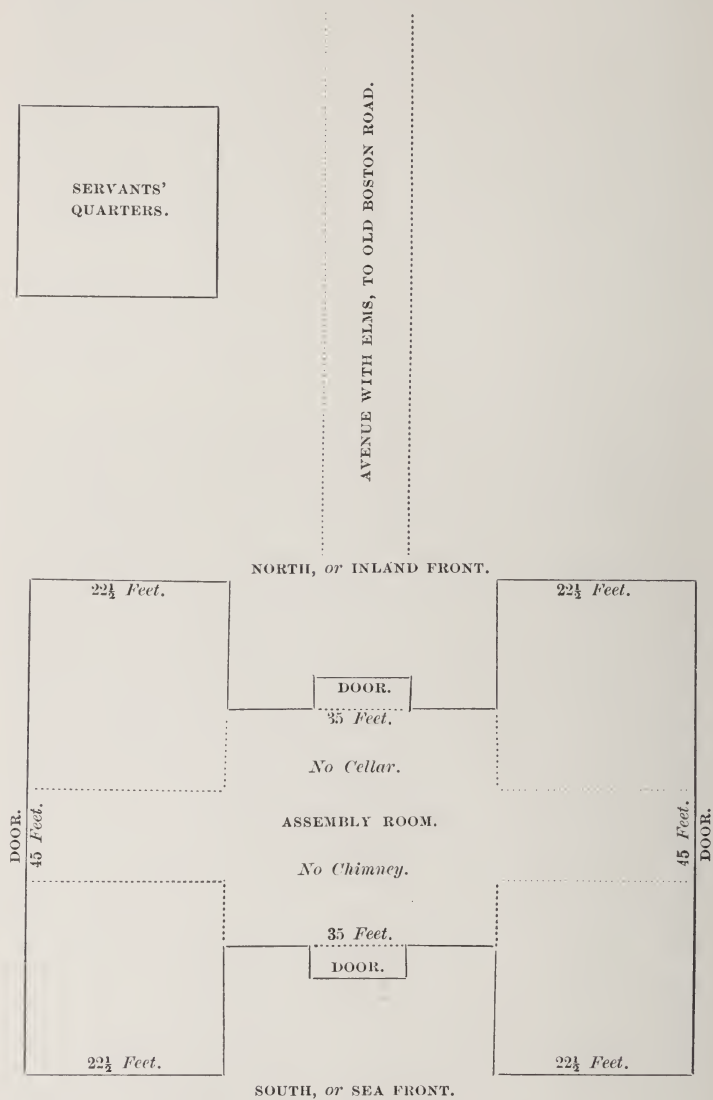 SERVANTS'
QUARTERS.
AVENUE WITH ELMS, TO OLD BOSTON ROAD.
NORTH, or INLAND FRONT.
22½ Feet.
22½ Feet.
DOOR.
35 Feet.
No Cellar.
DOOR.
45 Feet.
ASSEMBLY ROOM.
45 Feet.
DOOR.
No Chimney.
35 Feet.
DOOR.
22½ Feet.
22½ Feet.
SOUTH, or SEA FRONT.